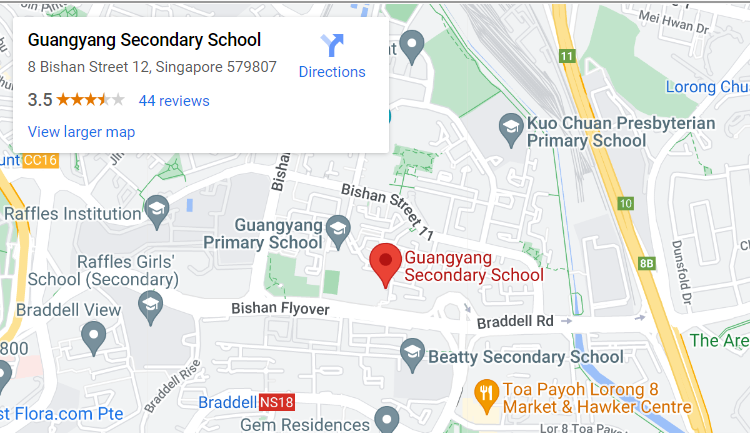 Guangyang Secondary School
8 Bishan Street 12, Singapore 579807
Directions
3.5
44 reviews
View larger map
Mei Hwan Dr
11
Lorong Chu
Kuo Chuan Presbyterian
Primary School
unt CC16
Bishan
Bishan Street 11
Raffles Institution
10
Guangyang
Primary School
Guangyang
Secondary School
8B
Dunsfold Dr
Raffles Girls'
School (Secondary)
Braddell View
Bishan Flyover
Braddell Rd
The Are
800
Beatty Secondary School
Braddell Rise
Toa Payoh Lorong 8
Market & Hawker Centre
Braddell NS18
st Flora.com Pte
Gem Residences
Lor 8 Toa Payoh